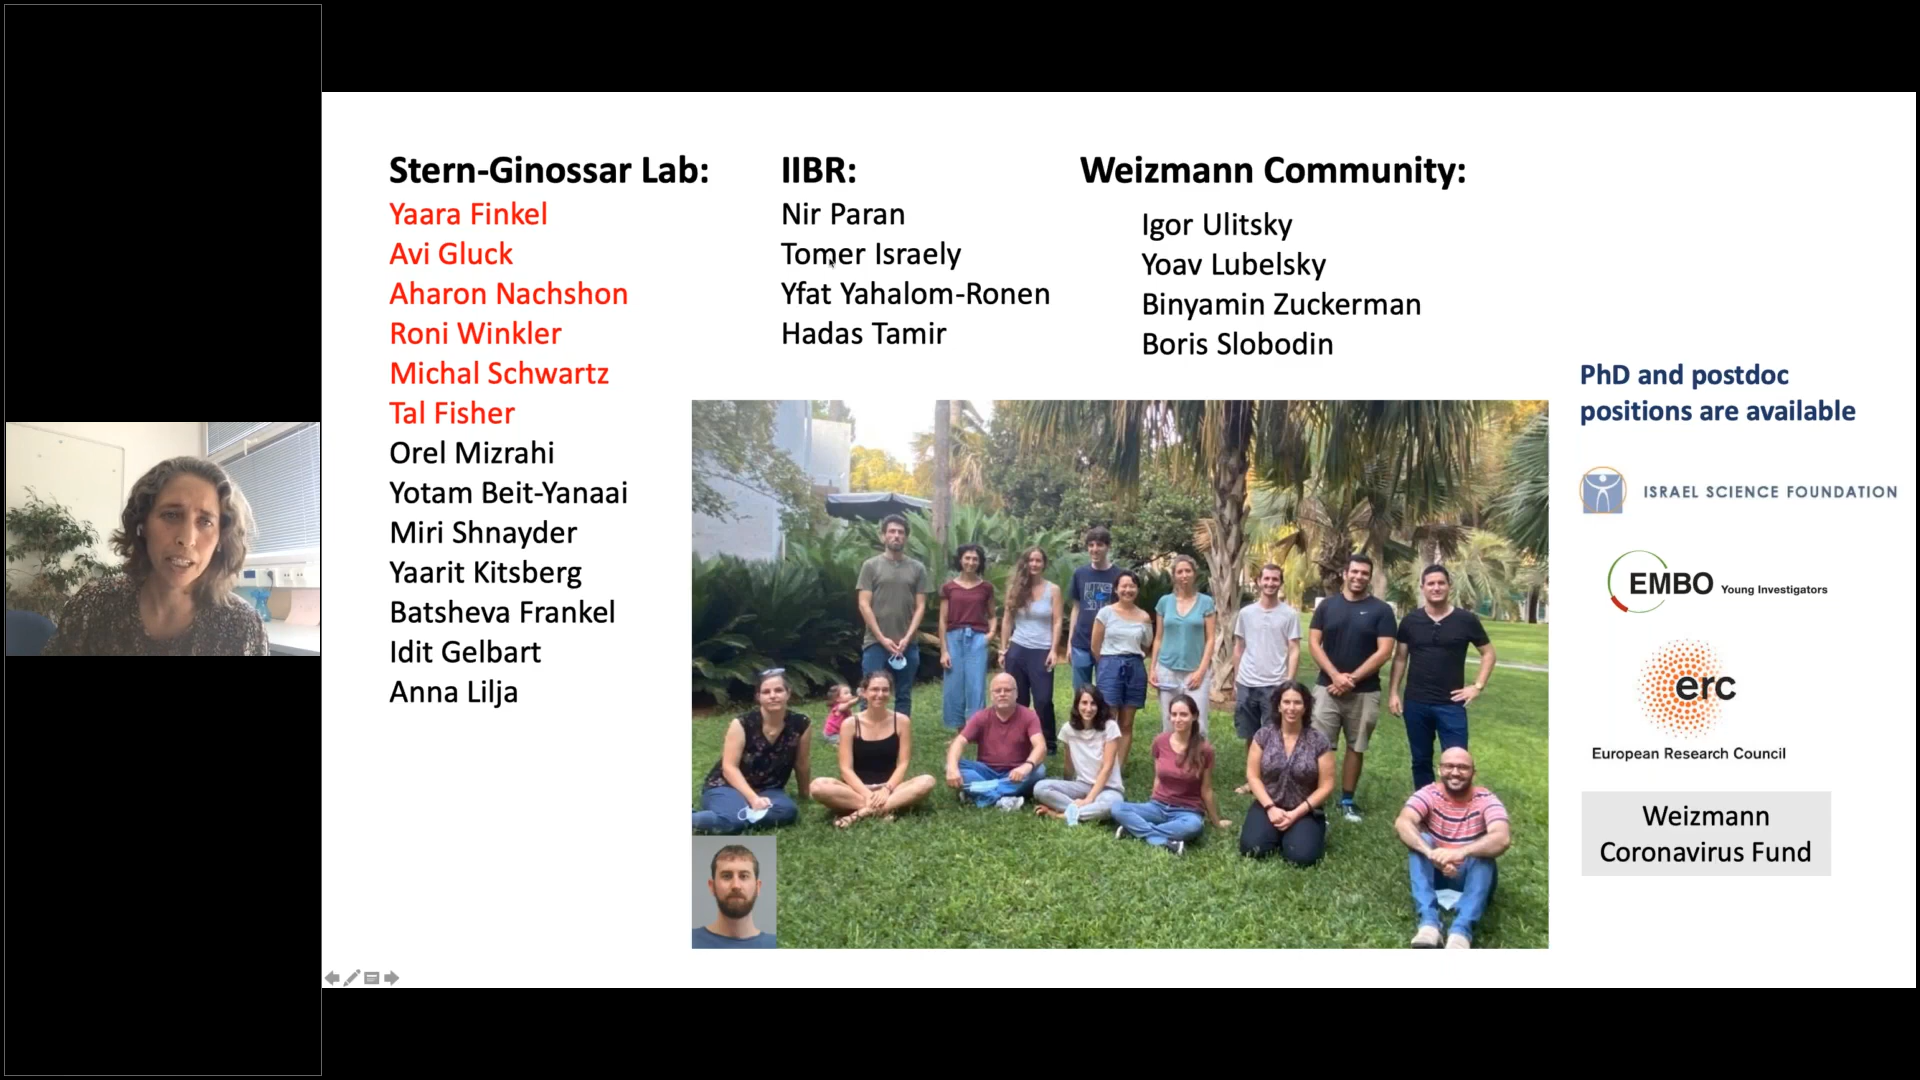 Stern-Ginossar Lab:
Yaara Finkel
Avi Gluck
Aharon Nachshon
Roni Winkler
Michal Schwartz
Tal Fisher
Orel Mizrahi
Yotam Beit-Yanaai
Miri Shnayder
Yaarit Kitsberg
Batsheva Frankel
Idit Gelbart
Anna Lilja
IIBR:
Nir Paran
Tomer Israely
Yfat Yahalom-Ronen
Hadas Tamir
Weizmann Community:
Igor Ulitsky
Yoav Lubelsky
Binyamin Zuckerman
Boris Slobodin
PhD and postdoc
positions are available
ISRAEL SCIENCE FOUNDATION
EMBO Young Investigators
erc
European Research Council
Weizmann
Coronavirus Fund